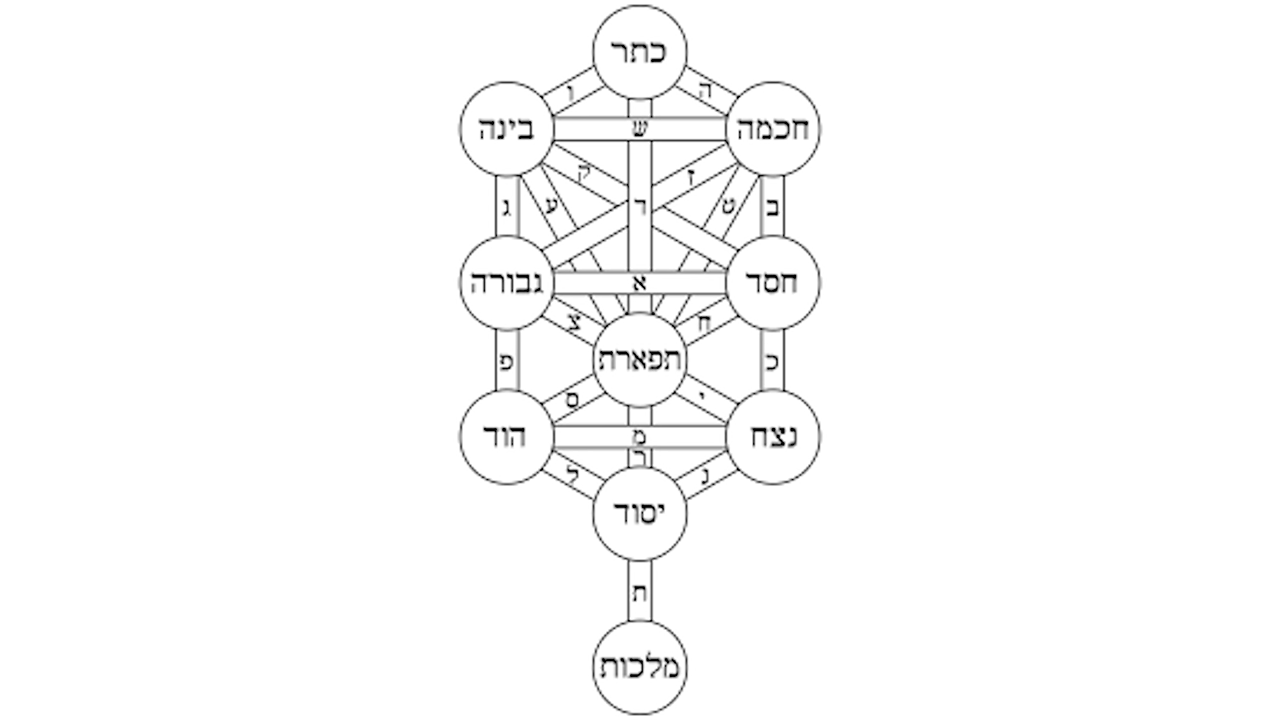 כתר
ה ו
חכמה ש בינה
ז ק
ב ט ד ע ג
חסד א גבורה
ח צ
כ תפארת פ
י ס
נצח מ הוד
ר
נ ל
יסוד
ת
מלכות